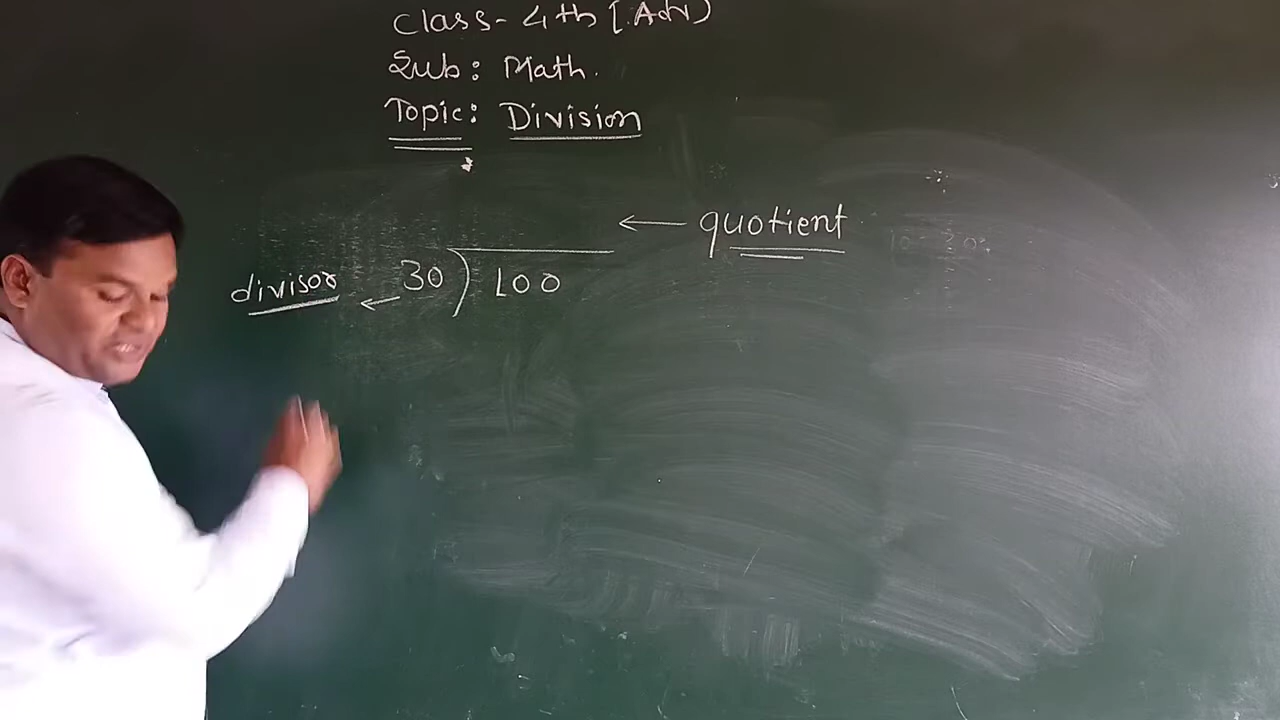 Class- 4th (Adv)
Sub: Math.
Topic: Division
← quotient
divisor ← 30) 100